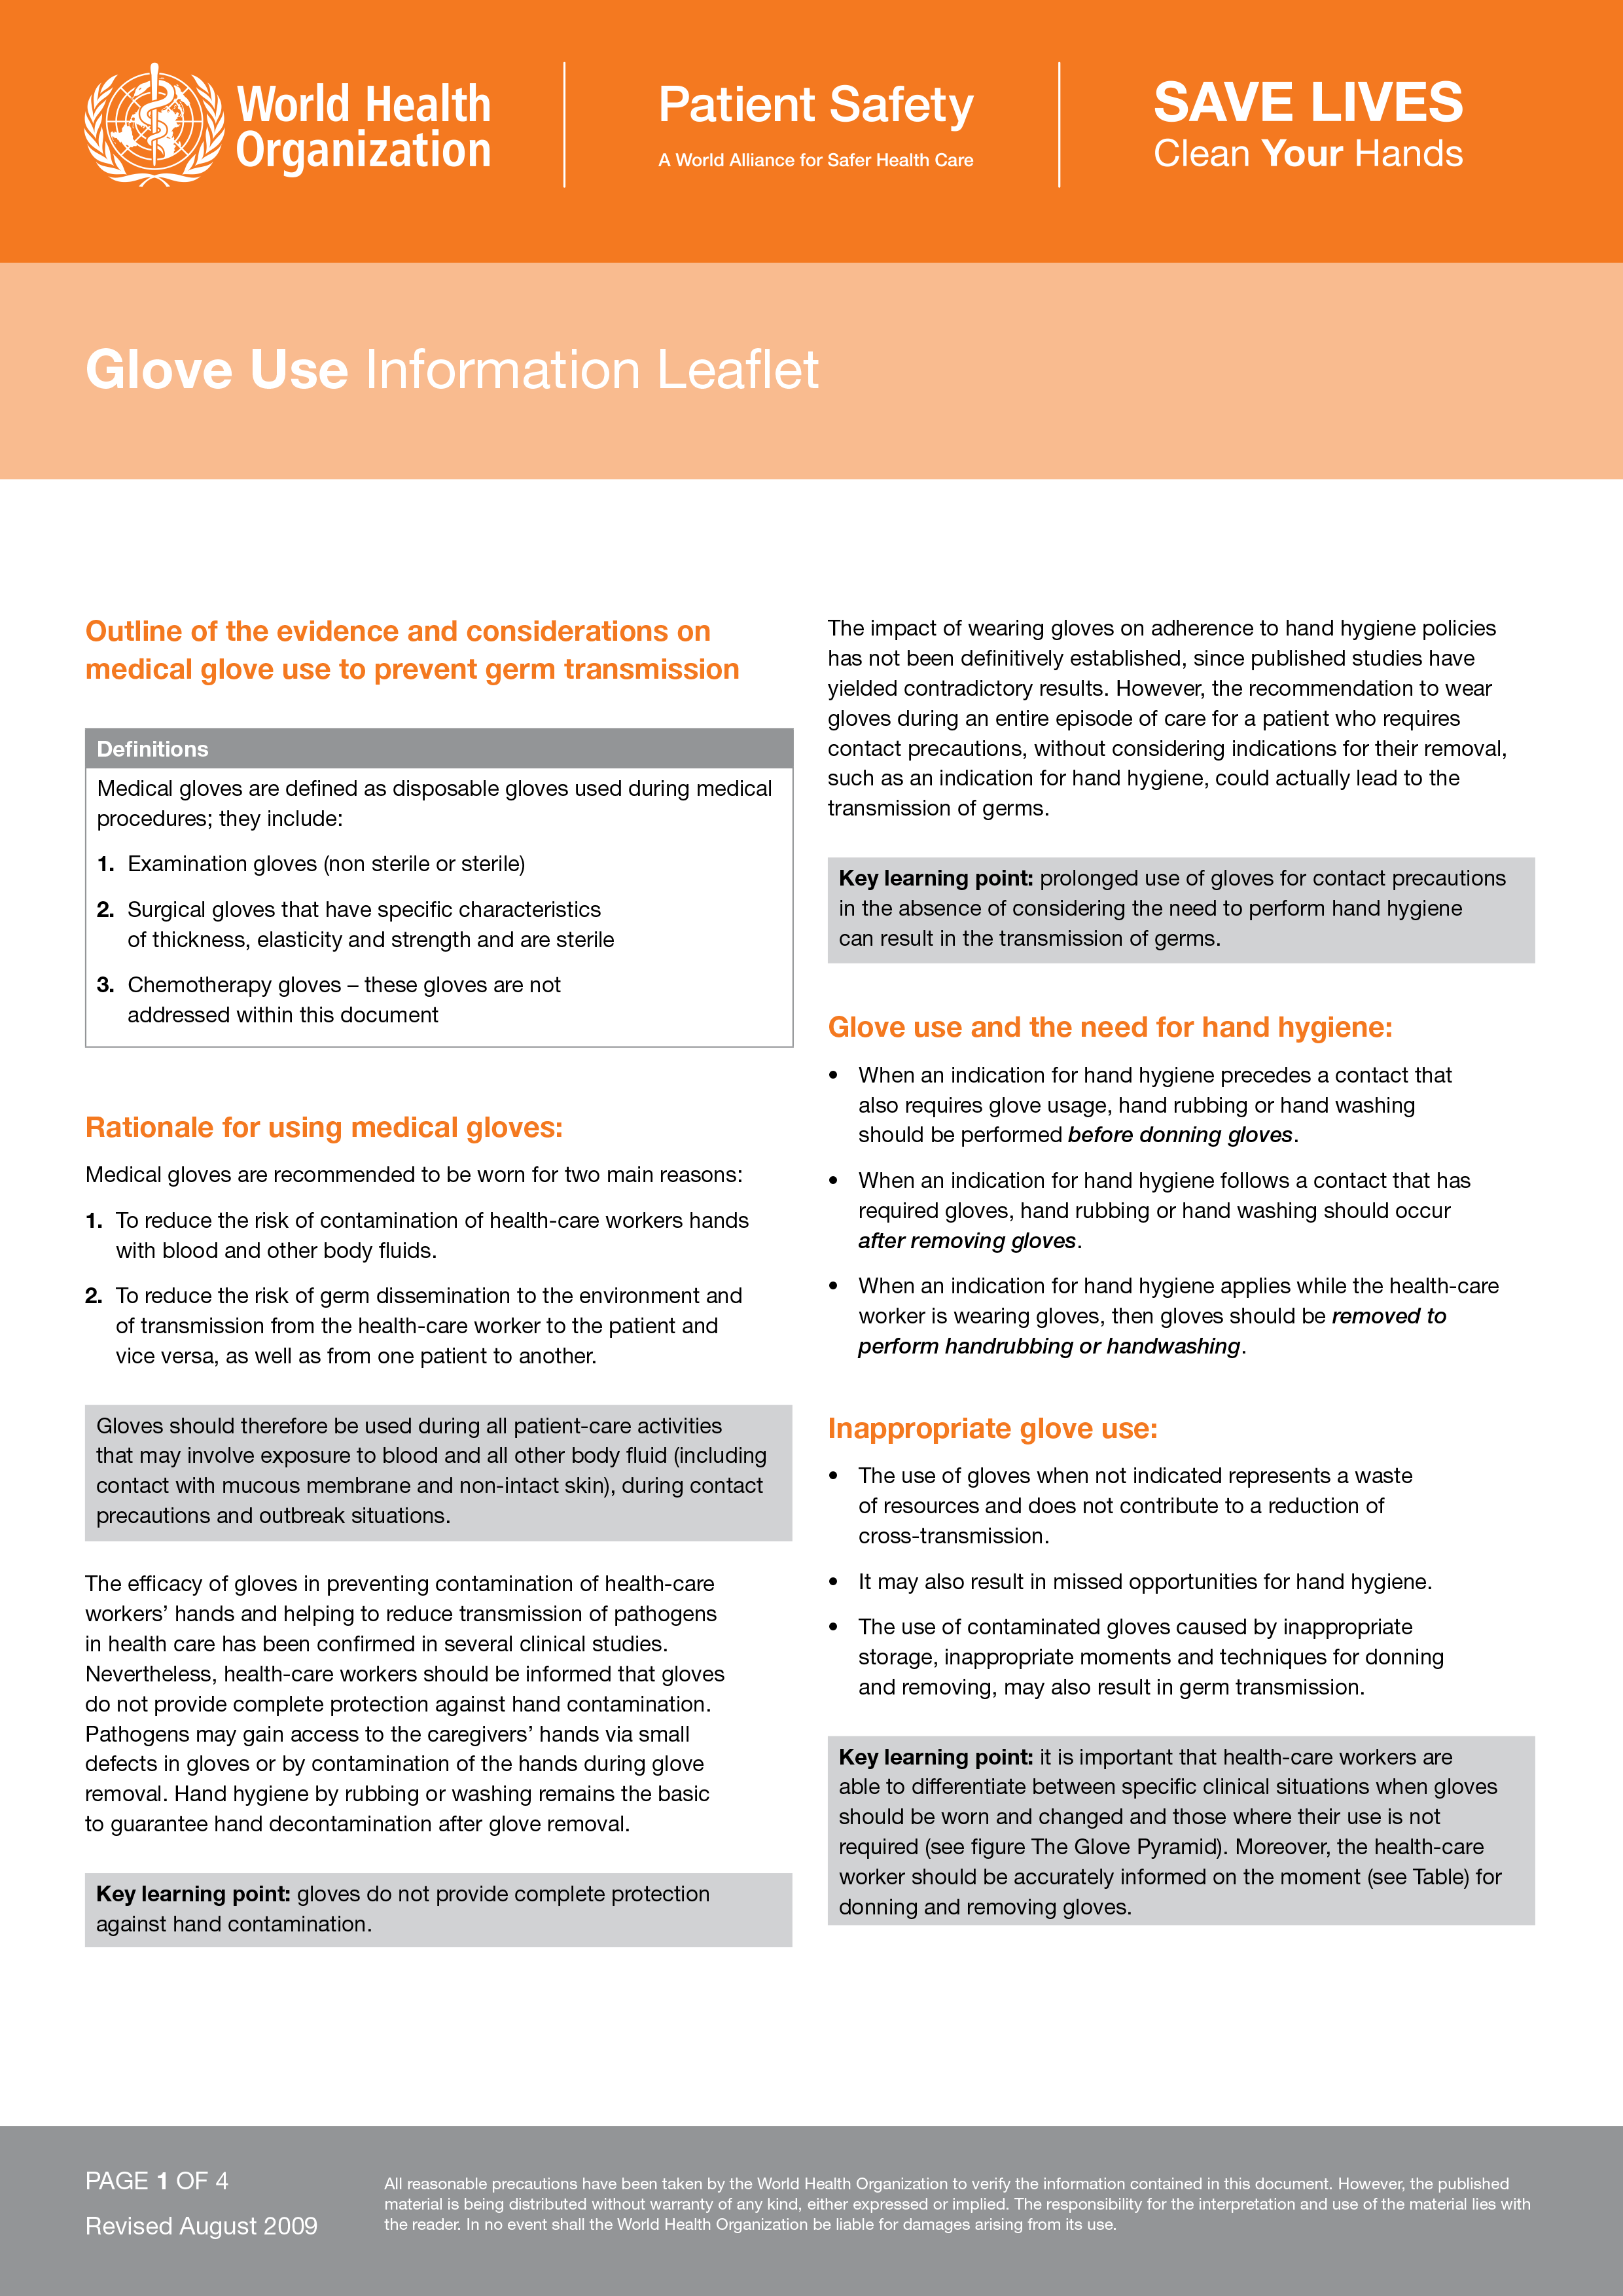 World Health
Organization
Patient Safety
A World Alliance for Safer Health Care
SAVE LIVES
Clean Your Hands
Glove Use Information Leaflet
Outline of the evidence and considerations on
medical glove use to prevent germ transmission
Definitions
Medical gloves are defined as disposable gloves used during medical
procedures; they include:
1. Examination gloves (non sterile or sterile)
2. Surgical gloves that have specific characteristics
of thickness, elasticity and strength and are sterile
3. Chemotherapy gloves – these gloves are not
addressed within this document
Rationale for using medical gloves:
Medical gloves are recommended to be worn for two main reasons:
1. To reduce the risk of contamination of health-care workers hands
with blood and other body fluids.
2. To reduce the risk of germ dissemination to the environment and
of transmission from the health-care worker to the patient and
vice versa, as well as from one patient to another.
Gloves should therefore be used during all patient-care activities
that may involve exposure to blood and all other body fluid (including
contact with mucous membrane and non-intact skin), during contact
precautions and outbreak situations.
The efficacy of gloves in preventing contamination of health-care
workers’ hands and helping to reduce transmission of pathogens
in health care has been confirmed in several clinical studies.
Nevertheless, health-care workers should be informed that gloves
do not provide complete protection against hand contamination.
Pathogens may gain access to the caregivers’ hands via small
defects in gloves or by contamination of the hands during glove
removal. Hand hygiene by rubbing or washing remains the basic
to guarantee hand decontamination after glove removal.
Key learning point: gloves do not provide complete protection
against hand contamination.
The impact of wearing gloves on adherence to hand hygiene policies
has not been definitively established, since published studies have
yielded contradictory results. However, the recommendation to wear
gloves during an entire episode of care for a patient who requires
contact precautions, without considering indications for their removal,
such as an indication for hand hygiene, could actually lead to the
transmission of germs.
Key learning point: prolonged use of gloves for contact precautions
in the absence of considering the need to perform hand hygiene
can result in the transmission of germs.
Glove use and the need for hand hygiene:
• When an indication for hand hygiene precedes a contact that
also requires glove usage, hand rubbing or hand washing
should be performed before donning gloves.
• When an indication for hand hygiene follows a contact that has
required gloves, hand rubbing or hand washing should occur
after removing gloves.
• When an indication for hand hygiene applies while the health-care
worker is wearing gloves, then gloves should be removed to
perform handrubbing or handwashing.
Inappropriate glove use:
• The use of gloves when not indicated represents a waste
of resources and does not contribute to a reduction of
cross-transmission.
• It may also result in missed opportunities for hand hygiene.
• The use of contaminated gloves caused by inappropriate
storage, inappropriate moments and techniques for donning
and removing, may also result in germ transmission.
Key learning point: it is important that health-care workers are
able to differentiate between specific clinical situations when gloves
should be worn and changed and those where their use is not
required (see figure The Glove Pyramid). Moreover, the health-care
worker should be accurately informed on the moment (see Table) for
donning and removing gloves.
PAGE 1 OF 4
Revised August 2009
All reasonable precautions have been taken by the World Health Organization to verify the information contained in this document. However, the published
material is being distributed without warranty of any kind, either expressed or implied. The responsibility for the interpretation and use of the material lies with
the reader. In no event shall the World Health Organization be liable for damages arising from its use.